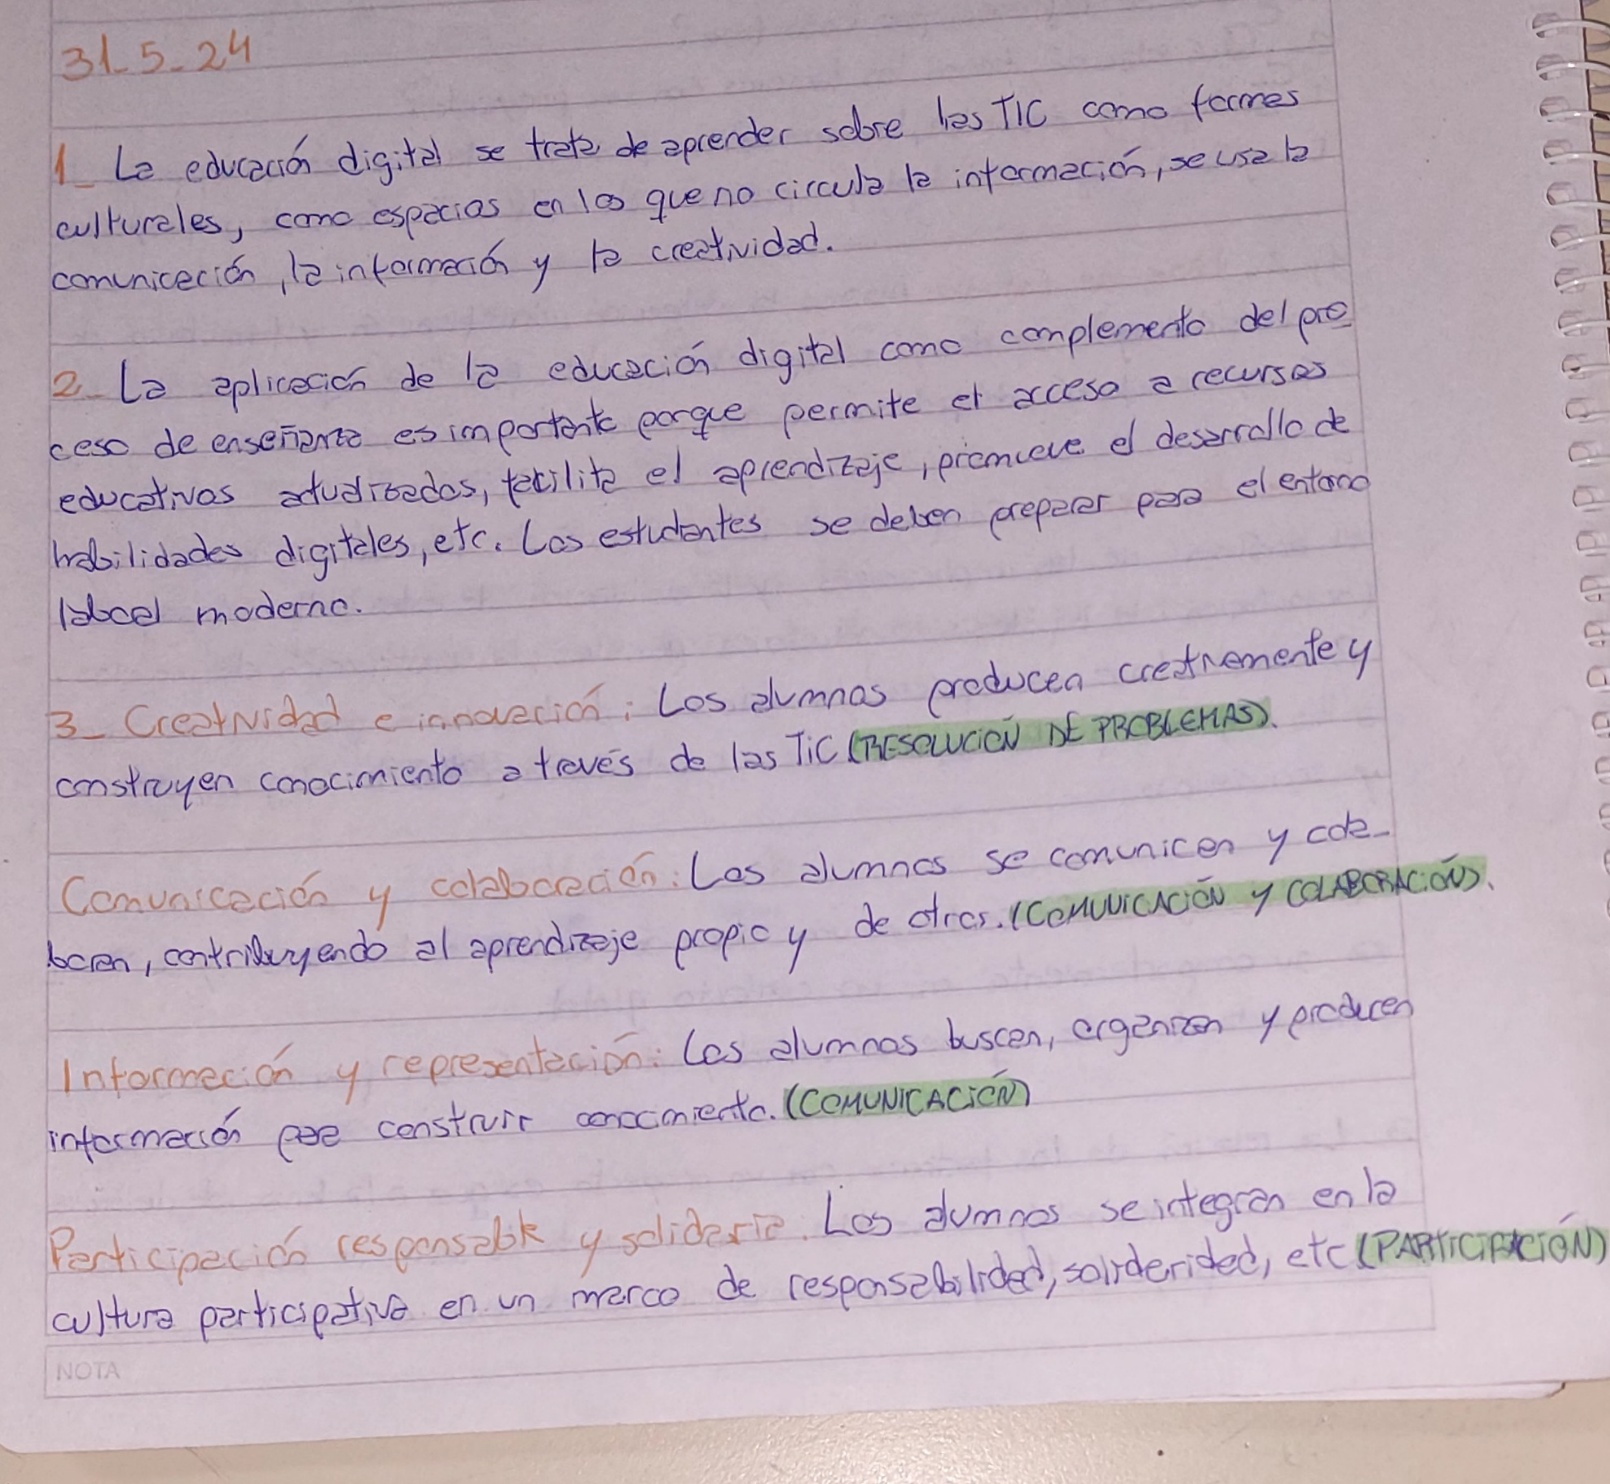 31_5_24
1_ La educación digital se trata de aprender sobre las TIC como formas
culturales, como espacios en los que no circula la información, se usa la
comunicación, la información y la creatividad.
2_ La aplicación de la educación digital como complemento del pro
ceso de enseñanza es importante porque permite el acceso a recursos
educativos actualizados, facilita el aprendizaje, promueve el desarrollo de
habilidades digitales, etc. Los estudiantes se deben preparar para el entorno
laboral moderno.
3_ Creatividad e innovación: Los alumnos producen creativamente y
construyen conocimiento a través de las TIC (RESOLUCIÓN DE PROBLEMAS).
Comunicación y colaboración: Los alumnos se comunican y cola-
boran, contribuyendo al aprendizaje propio y de otros. (COMUNICACIÓN y COLABORACIÓN).
Información y representación: Los alumnos buscan, organizan y producen
información para construir conocimiento. (COMUNICACIÓN)
Participación responsable y solidaria. Los alumnos se integran en la
cultura participativa en un marco de responsabilidad, solidaridad, etc (PARTICIPACIÓN)
NOTA